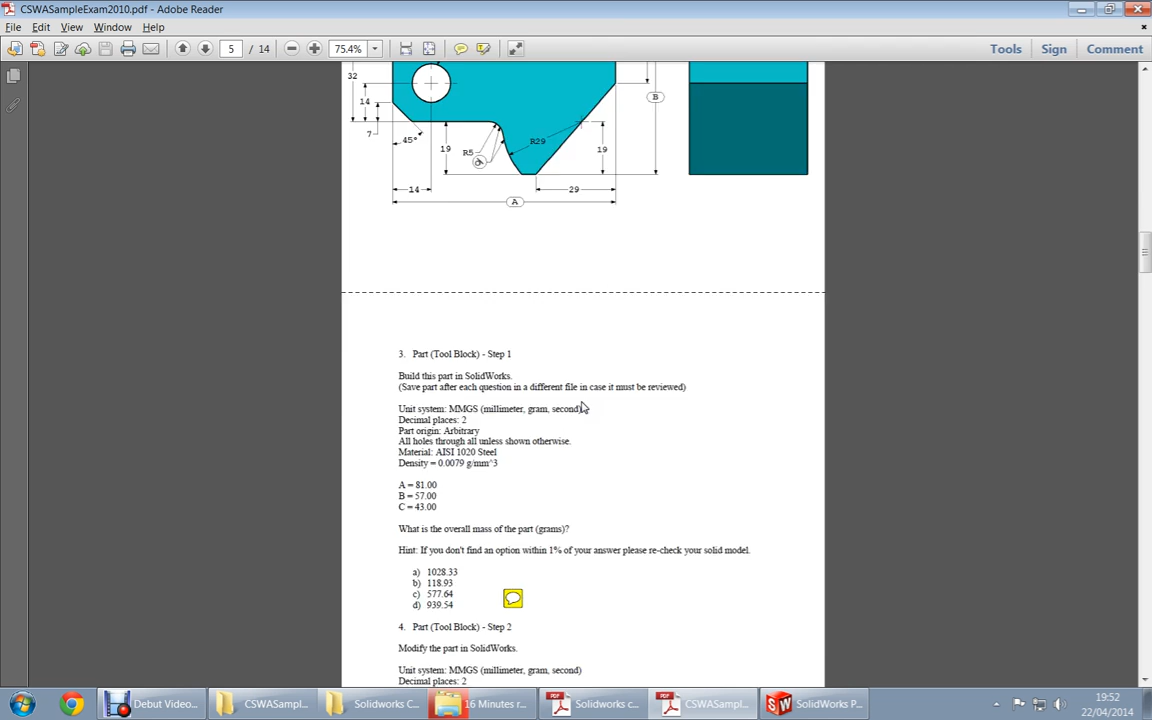 CSWASampleExam2010.pdf - Adobe Reader
File Edit View Window Help
5 / 14 75.4% Tools Sign Comment
32
14
7
45°
19
R5
R29
19
B
14
29
A
3. Part (Tool Block) - Step 1
Build this part in SolidWorks.
(Save part after each question in a different file in case it must be reviewed)
Unit system: MMGS (millimeter, gram, second)
Decimal places: 2
Part origin: Arbitrary
All holes through all unless shown otherwise.
Material: AISI 1020 Steel
Density = 0.0079 g/mm^3
A = 81.00
B = 57.00
C = 43.00
What is the overall mass of the part (grams)?
Hint: If you don't find an option within 1% of your answer please re-check your solid model.
a) 1028.33
b) 118.93
c) 577.64
d) 939.54
4. Part (Tool Block) - Step 2
Modify the part in SolidWorks.
Unit system: MMGS (millimeter, gram, second)
Decimal places: 2
Debut Video... CSWASampl... Solidworks C... 16 Minutes r... Solidworks c... CSWASampl... SolidWorks P...
19:52
22/04/2014